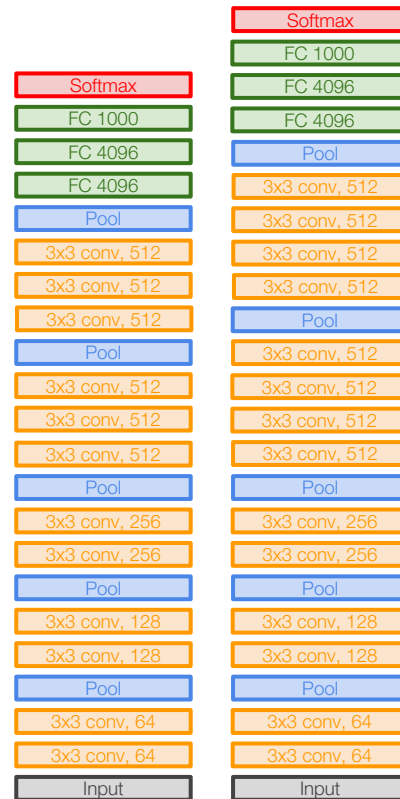 Softmax
FC 1000
FC 4096
FC 4096
Pool
3x3 conv, 512
3x3 conv, 512
3x3 conv, 512
Pool
3x3 conv, 512
3x3 conv, 512
3x3 conv, 512
Pool
3x3 conv, 256
3x3 conv, 256
Pool
3x3 conv, 128
3x3 conv, 128
Pool
3x3 conv, 64
3x3 conv, 64
Input
Softmax
FC 1000
FC 4096
FC 4096
Pool
3x3 conv, 512
3x3 conv, 512
3x3 conv, 512
3x3 conv, 512
Pool
3x3 conv, 512
3x3 conv, 512
3x3 conv, 512
3x3 conv, 512
Pool
3x3 conv, 256
3x3 conv, 256
Pool
3x3 conv, 128
3x3 conv, 128
Pool
3x3 conv, 64
3x3 conv, 64
Input